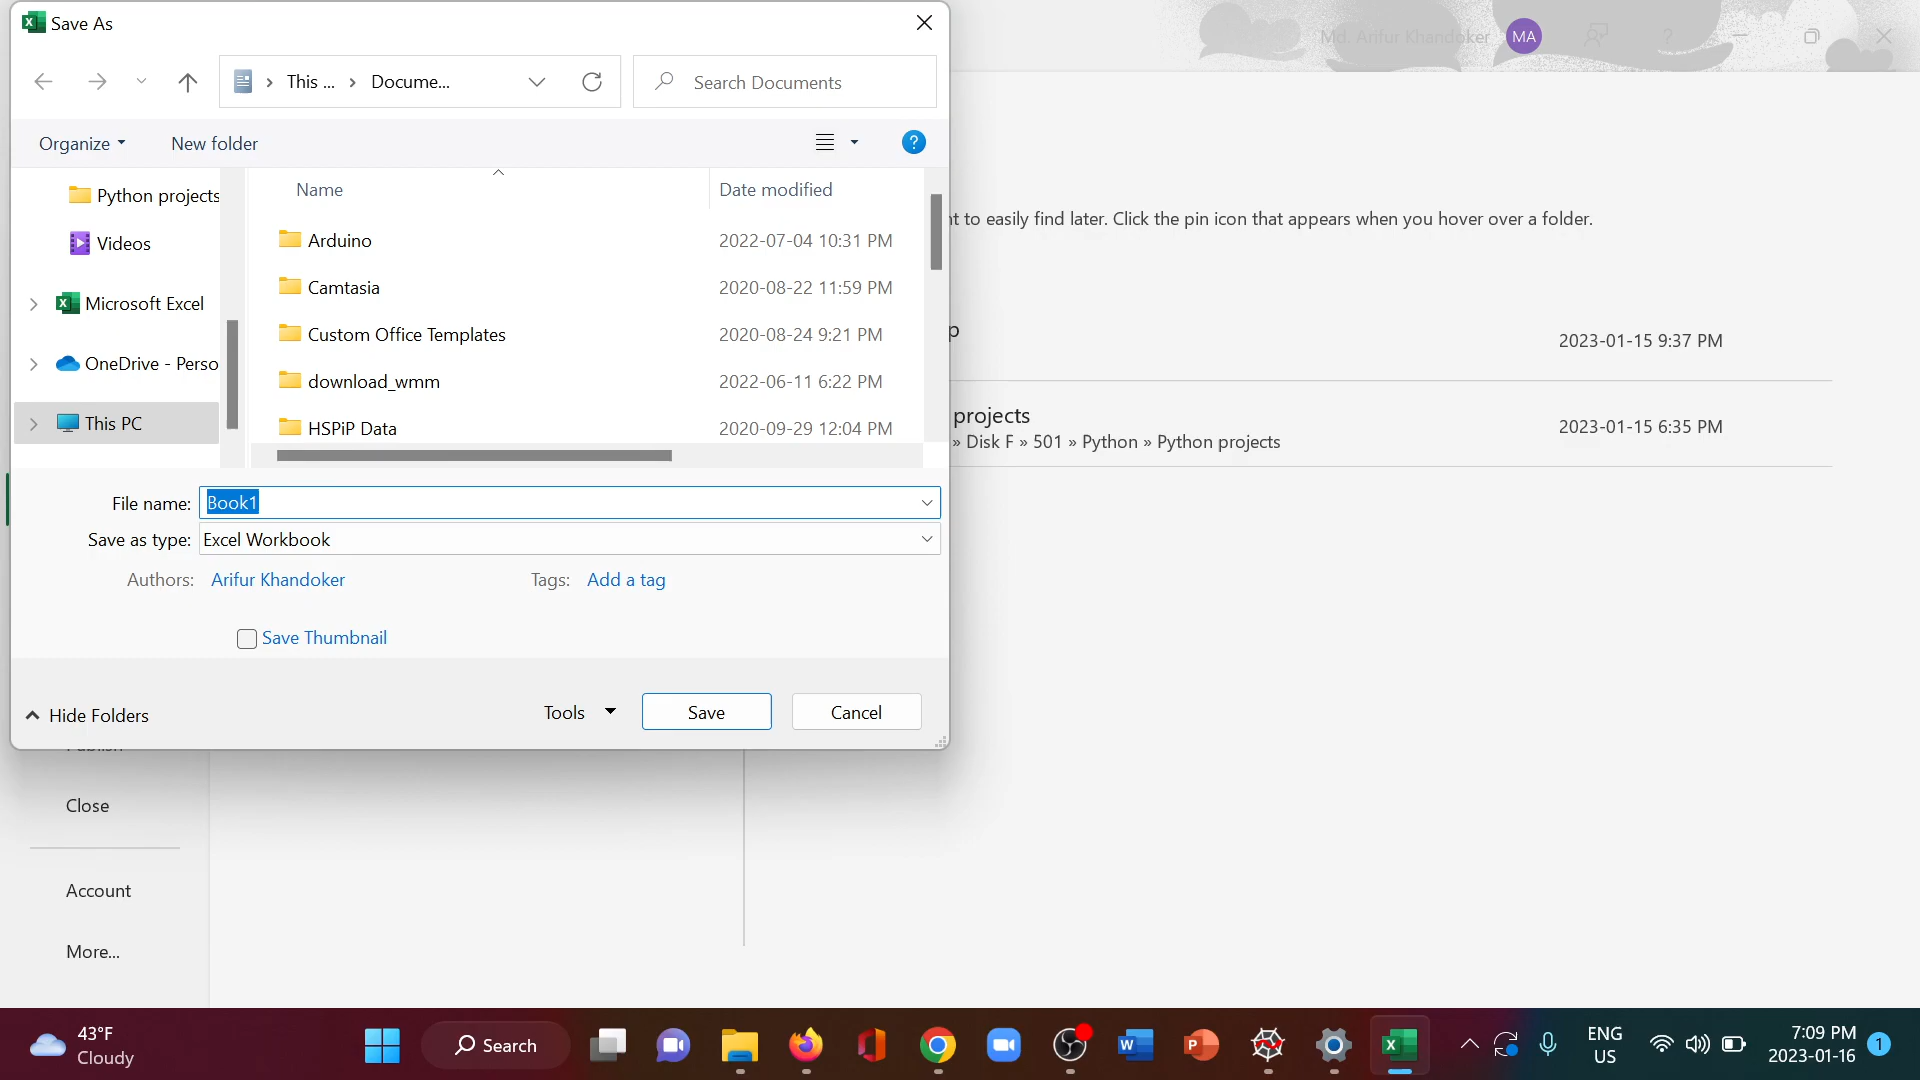 Save As
Md. Arifur Khandoker MA
This ... Docume... Search Documents
Organize New folder
Name Date modified
Python projects
Videos
Microsoft Excel
OneDrive - Perso
This PC
Arduino 2022-07-04 10:31 PM
Camtasia 2020-08-22 11:59 PM
Custom Office Templates 2020-08-24 9:21 PM
download_wmm 2022-06-11 6:22 PM
HSPiP Data 2020-09-29 12:04 PM
File name: Book1
Save as type: Excel Workbook
Authors: Arifur Khandoker Tags: Add a tag
Save Thumbnail
Hide Folders Tools Save Cancel
to easily find later. Click the pin icon that appears when you hover over a folder.
p 2023-01-15 9:37 PM
projects
» Disk F » 501 » Python » Python projects 2023-01-15 6:35 PM
Close
Account
More...
43°F
Cloudy
Search
ENG
US
7:09 PM
2023-01-16
1